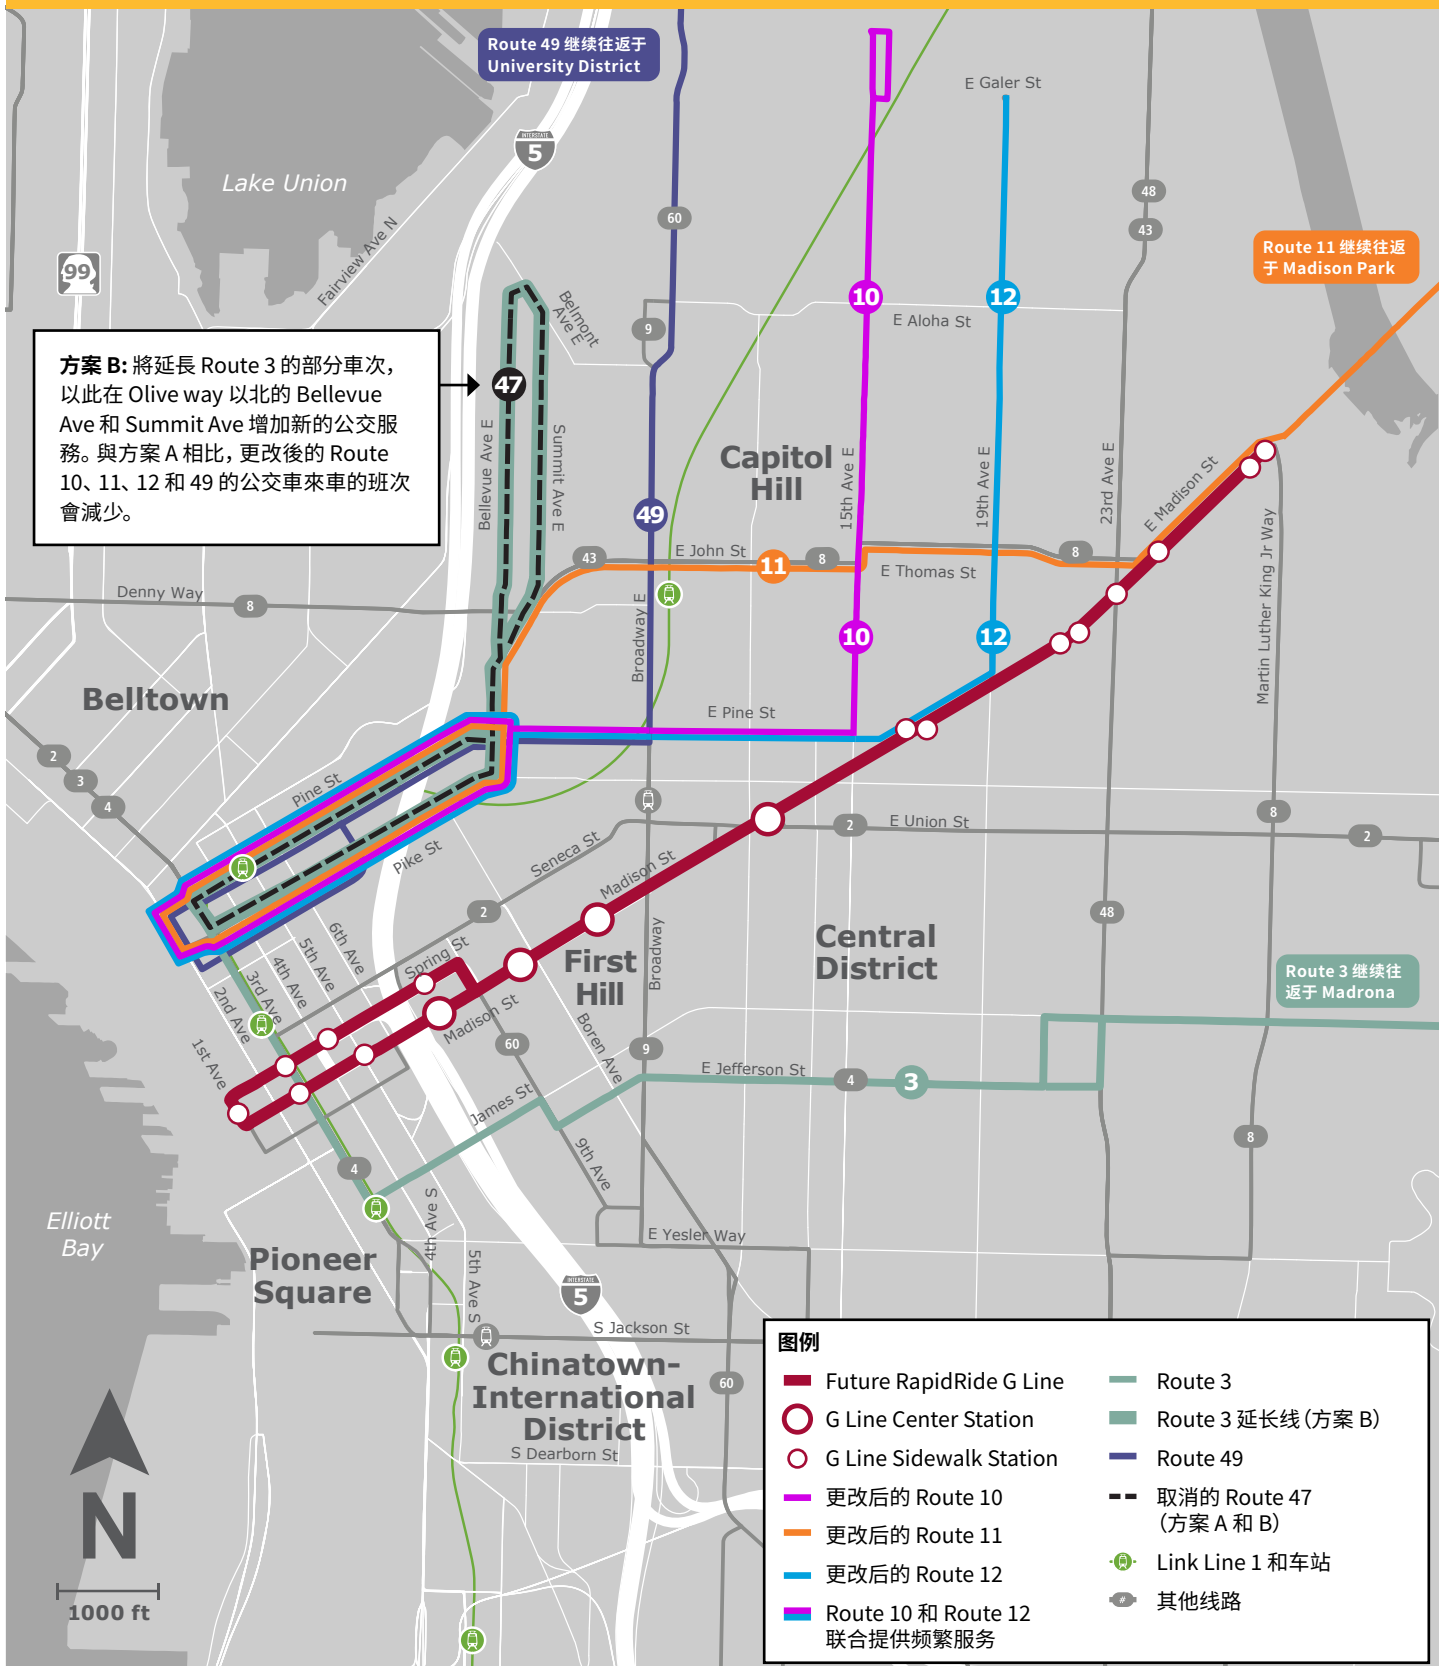 Route 49 继续往返于
University District
E Galer St
INTERSTATE
5
Lake Union
48
60
43
Fairview Ave N
99
Route 11 继续往返
于 Madison Park
10
12
Belmont
Ave E
E Aloha St
9
方案 B: 將延長 Route 3 的部分車次，
以此在 Olive way 以北的 Bellevue
Ave 和 Summit Ave 增加新的公交服
務。與方案 A 相比，更改後的 Route
10、11、12 和 49 的公交車來車的班次
會減少。
47
Bellevue Ave E
Summit Ave E
Capitol
Hill
15th Ave E
19th Ave E
23rd Ave E
E Madison St
49
Martin Luther King Jr Way
43
E John St
11
8
8
E Thomas St
Denny Way
8
Broadway E
10
12
Belltown
E Pine St
2
3
4
Pine St
Pike St
Seneca St
Madison St
2
E Union St
8
2
2
48
6th Ave
5th Ave
4th Ave
3rd Ave
2nd Ave
1st Ave
Spring St
First
Hill
Broadway
Central
District
Route 3 继续往
返于 Madrona
Madison St
60
Boren Ave
9
E Jefferson St
4
3
James St
9th Ave
8
4
Elliott
Bay
4th Ave S
5th Ave S
E Yesler Way
Pioneer
Square
INTERSTATE
5
S Jackson St
Chinatown-
International
District
60
S Dearborn St
N
1000 ft
图例
Future RapidRide G Line
G Line Center Station
G Line Sidewalk Station
更改后的 Route 10
更改后的 Route 11
更改后的 Route 12
Route 10 和 Route 12
联合提供频繁服务
Route 3
Route 3 延长线（方案 B）
Route 49
取消的 Route 47
（方案 A 和 B）
Link Line 1 和车站
#
其他线路